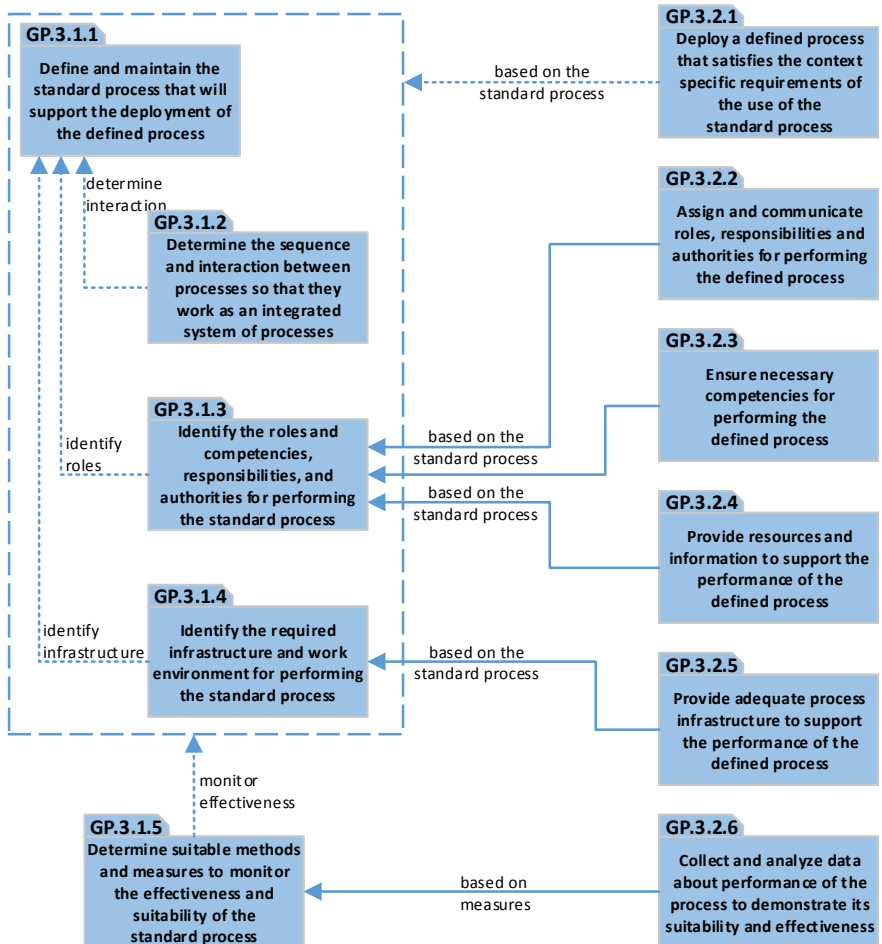 GP.3.1.1
Define and maintain the
standard process that will
support the deployment of
the defined process
determine
interaction
GP.3.1.2
Determine the sequence
and interaction between
processes so that they
work as an integrated
system of processes
GP.3.1.3
Identify the roles and
competencies,
responsibilities, and
authorities for performing
the standard process
identify
roles
GP.3.1.4
Identify the required
infrastructure and work
environment for performing
the standard process
identify
infrastructure
monitor
effectiveness
GP.3.1.5
Determine suitable methods
and measures to monitor
the effectiveness and
suitability of the
standard process
based on the
standard process
based on the
standard process
based on the
standard process
based on the
standard process
based on
measures
GP.3.2.1
Deploy a defined process
that satisfies the context
specific requirements of
the use of the
standard process
GP.3.2.2
Assign and communicate
roles, responsibilities and
authorities for performing
the defined process
GP.3.2.3
Ensure necessary
competencies for
performing the
defined process
GP.3.2.4
Provide resources and
information to support the
performance of the
defined process
GP.3.2.5
Provide adequate process
infrastructure to support
the performance of the
defined process
GP.3.2.6
Collect and analyze data
about performance of the
process to demonstrate its
suitability and effectiveness